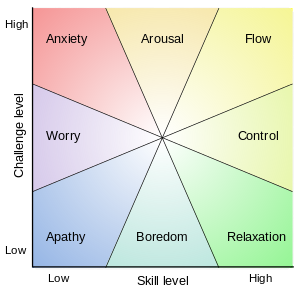 High
Anxiety
Arousal
Flow
Challenge level
Worry
Control
Apathy
Boredom
Relaxation
Low
Low
Skill level
High